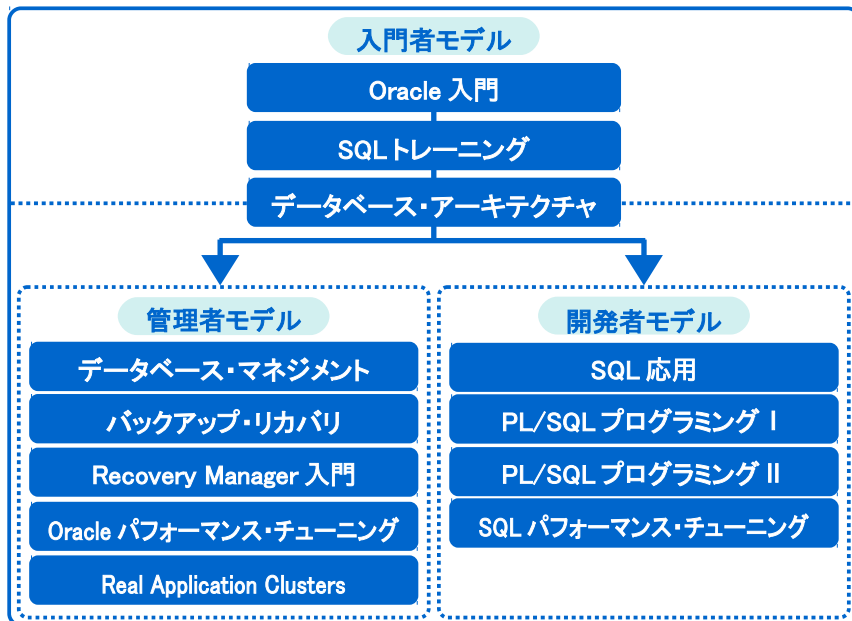 入門者モデル
Oracle 入門
SQLトレーニング
データベース・アーキテクチャ
管理者モデル
データベース・マネジメント
バックアップ・リカバリ
Recovery Manager 入門
Oracle パフォーマンス・チューニング
Real Application Clusters
開発者モデル
SQL 応用
PL/SQL プログラミング Ⅰ
PL/SQL プログラミング Ⅱ
SQL パフォーマンス・チューニング